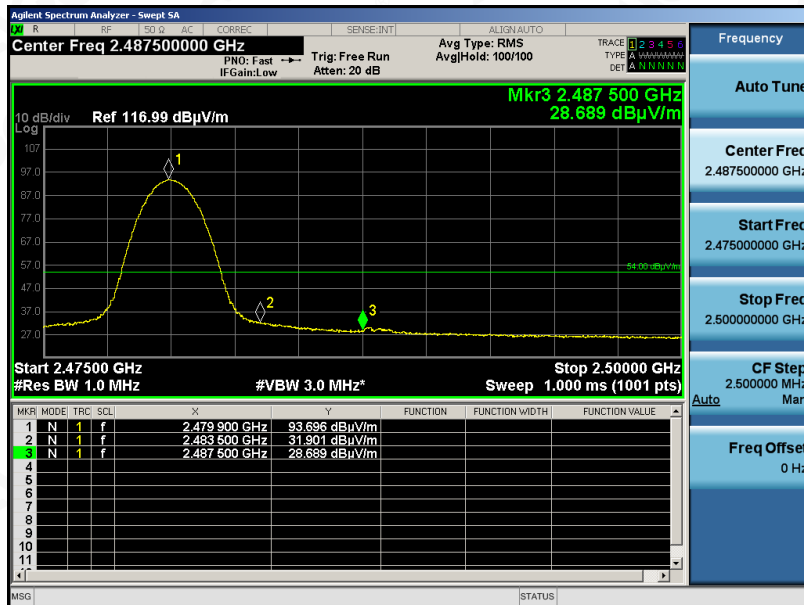 Agilent Spectrum Analyzer - Swept SA
LXI R RF 50 Ω AC CORREC SENSE:INT ALIGN AUTO
Center Freq 2.487500000 GHz
PNO: Fast
IFGain:Low
Trig: Free Run
Atten: 20 dB
Avg Type: RMS
Avg|Hold: 100/100
TRACE 1 2 3 4 5 6
TYPE A
DET A N N N N N
Mkr3 2.487 500 GHz
28.689 dBµV/m
10 dB/div Ref 116.99 dBµV/m
Log
107
97.0
87.0
77.0
67.0
57.0
47.0
37.0
27.0
1
2
3
54.00 dBµV/m
Start 2.47500 GHz Stop 2.50000 GHz
#Res BW 1.0 MHz #VBW 3.0 MHz* Sweep 1.000 ms (1001 pts)
MKR MODE TRC SCL X Y FUNCTION FUNCTION WIDTH FUNCTION VALUE
1 N 1 f 2.479 900 GHz 93.696 dBµV/m
2 N 1 f 2.483 500 GHz 31.901 dBµV/m
3 N 1 f 2.487 500 GHz 28.689 dBµV/m
4
5
6
7
8
9
10
11
MSG STATUS
Frequency
Auto Tune
Center Freq
2.487500000 GHz
Start Freq
2.475000000 GHz
Stop Freq
2.500000000 GHz
CF Step
2.500000 MHz
Auto Man
Freq Offset
0 Hz